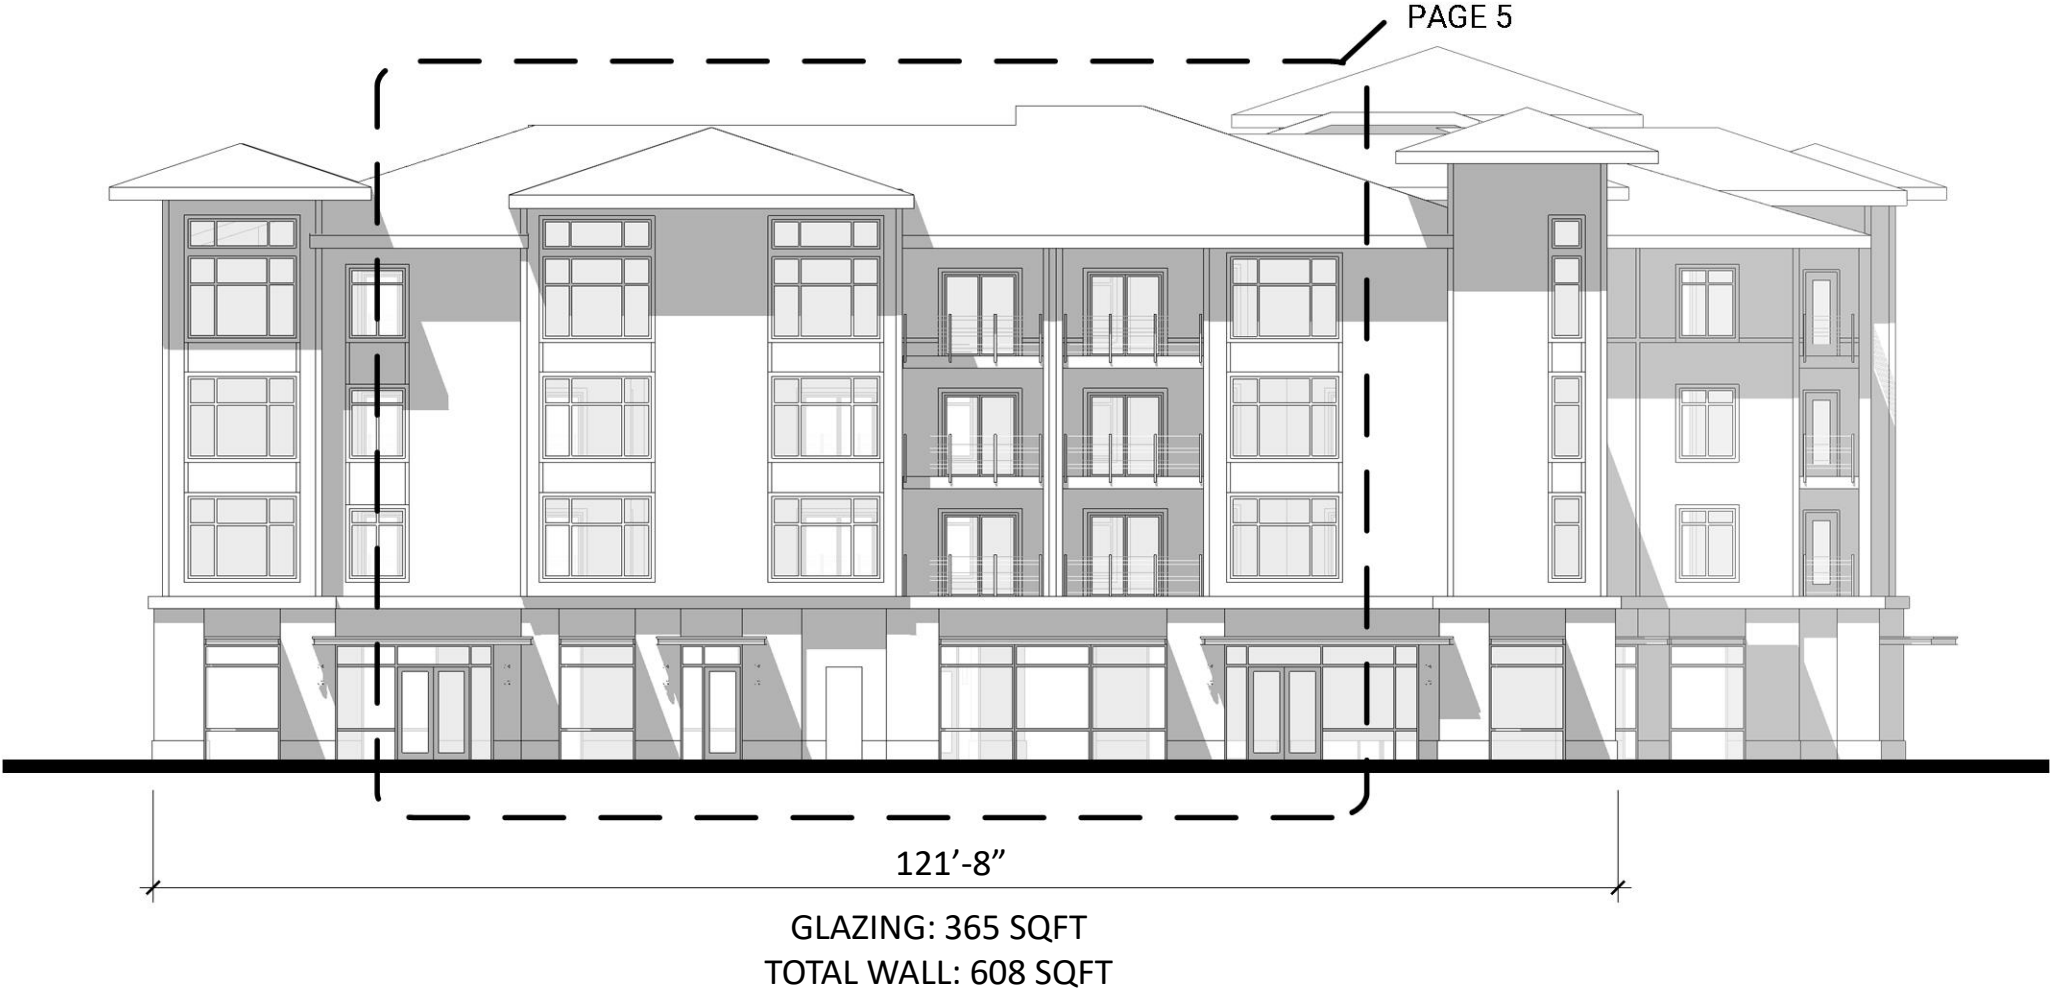 PAGE 5
121’-8”
GLAZING: 365 SQFT
TOTAL WALL: 608 SQFT